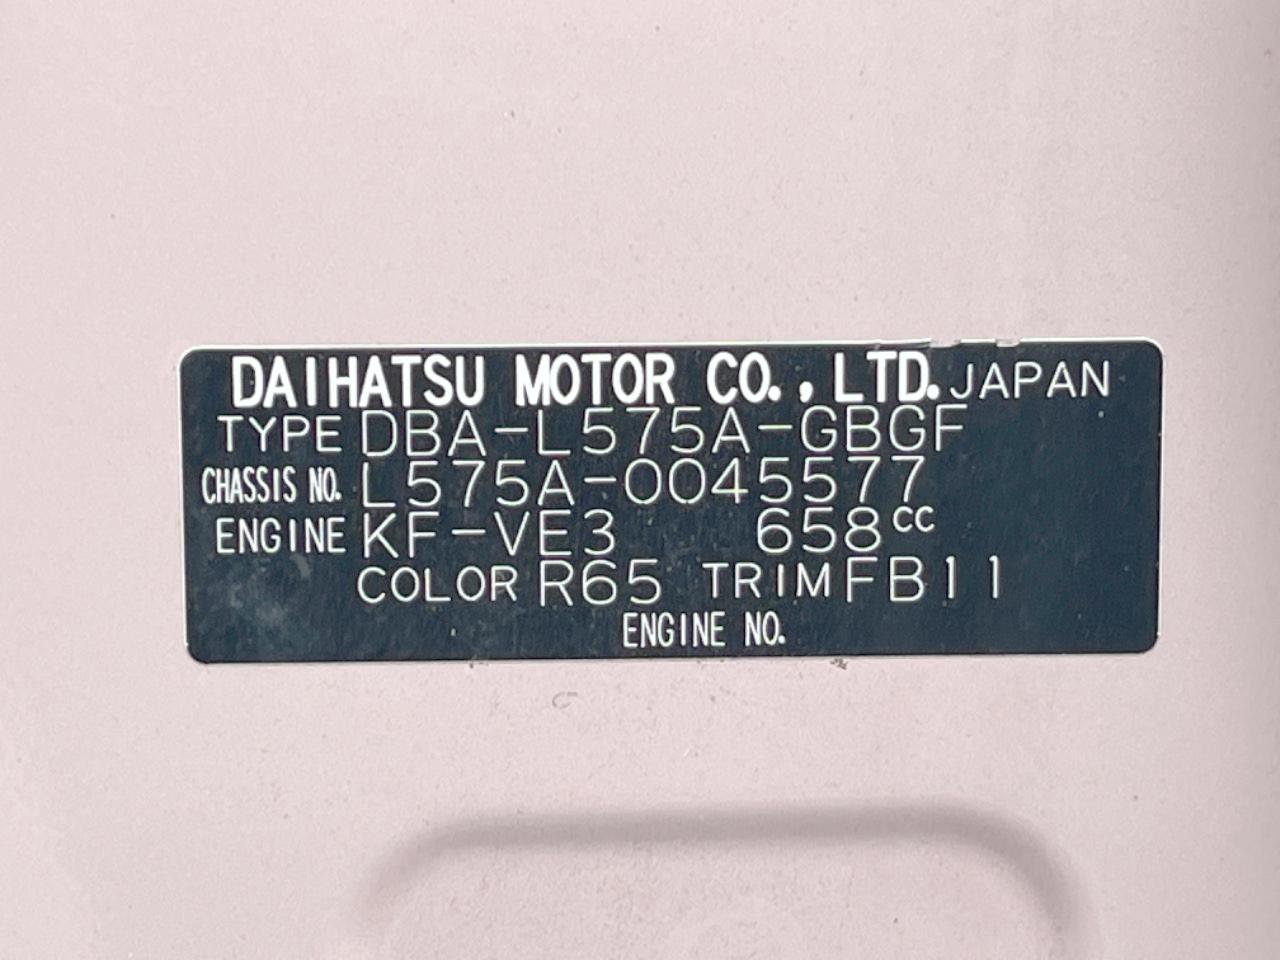 DAIHATSU MOTOR CO., LTD. JAPAN
TYPE DBA-L575A-GBGF
CHASSIS NO. L575A-0045577
ENGINE KF-VE3 658cc
COLOR R65 TRIM FB11
ENGINE NO.